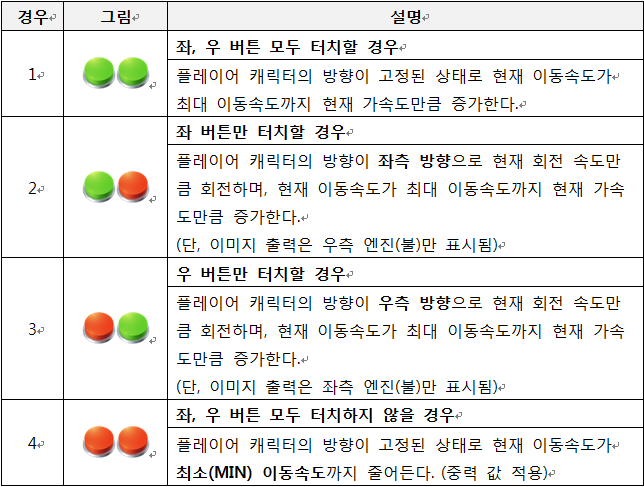 경우 그림 설명
좌, 우 버튼 모두 터치할 경우
1
플레이어 캐릭터의 방향이 고정된 상태로 현재 이동속도가
최대 이동속도까지 현재 가속도만큼 증가한다.
좌 버튼만 터치할 경우
2
플레이어 캐릭터의 방향이 좌측 방향으로 현재 회전 속도만
큼 회전하며, 현재 이동속도가 최대 이동속도까지 현재 가속
도만큼 증가한다.
(단, 이미지 출력은 우측 엔진(불)만 표시됨)
우 버튼만 터치할 경우
3
플레이어 캐릭터의 방향이 우측 방향으로 현재 회전 속도만
큼 회전하며, 현재 이동속도가 최대 이동속도까지 현재 가속
도만큼 증가한다.
(단, 이미지 출력은 좌측 엔진(불)만 표시됨)
좌, 우 버튼 모두 터치하지 않을 경우
4
플레이어 캐릭터의 방향이 고정된 상태로 현재 이동속도가
최소(MIN) 이동속도까지 줄어든다. (중력 값 적용)